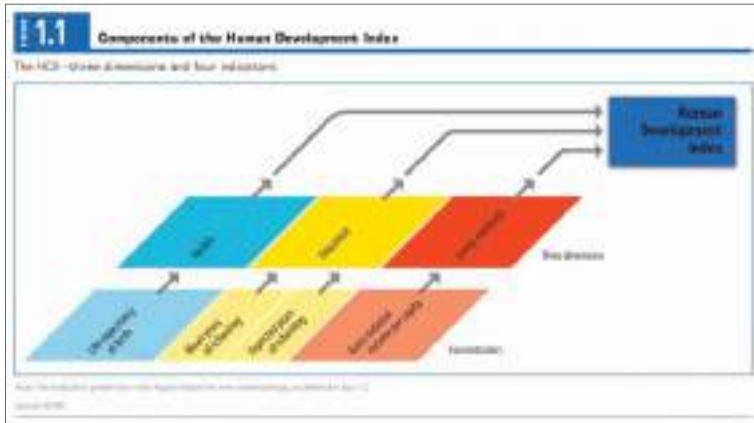 FIGURE
1.1
Components of the Human Development Index
The HDI—three dimensions and four indicators
Human
Development
Index
Health
Education
Living standards
Three dimensions
Life expectancy
at birth
Mean years
of schooling
Expected years
of schooling
Gross national
income per capita
Four indicators